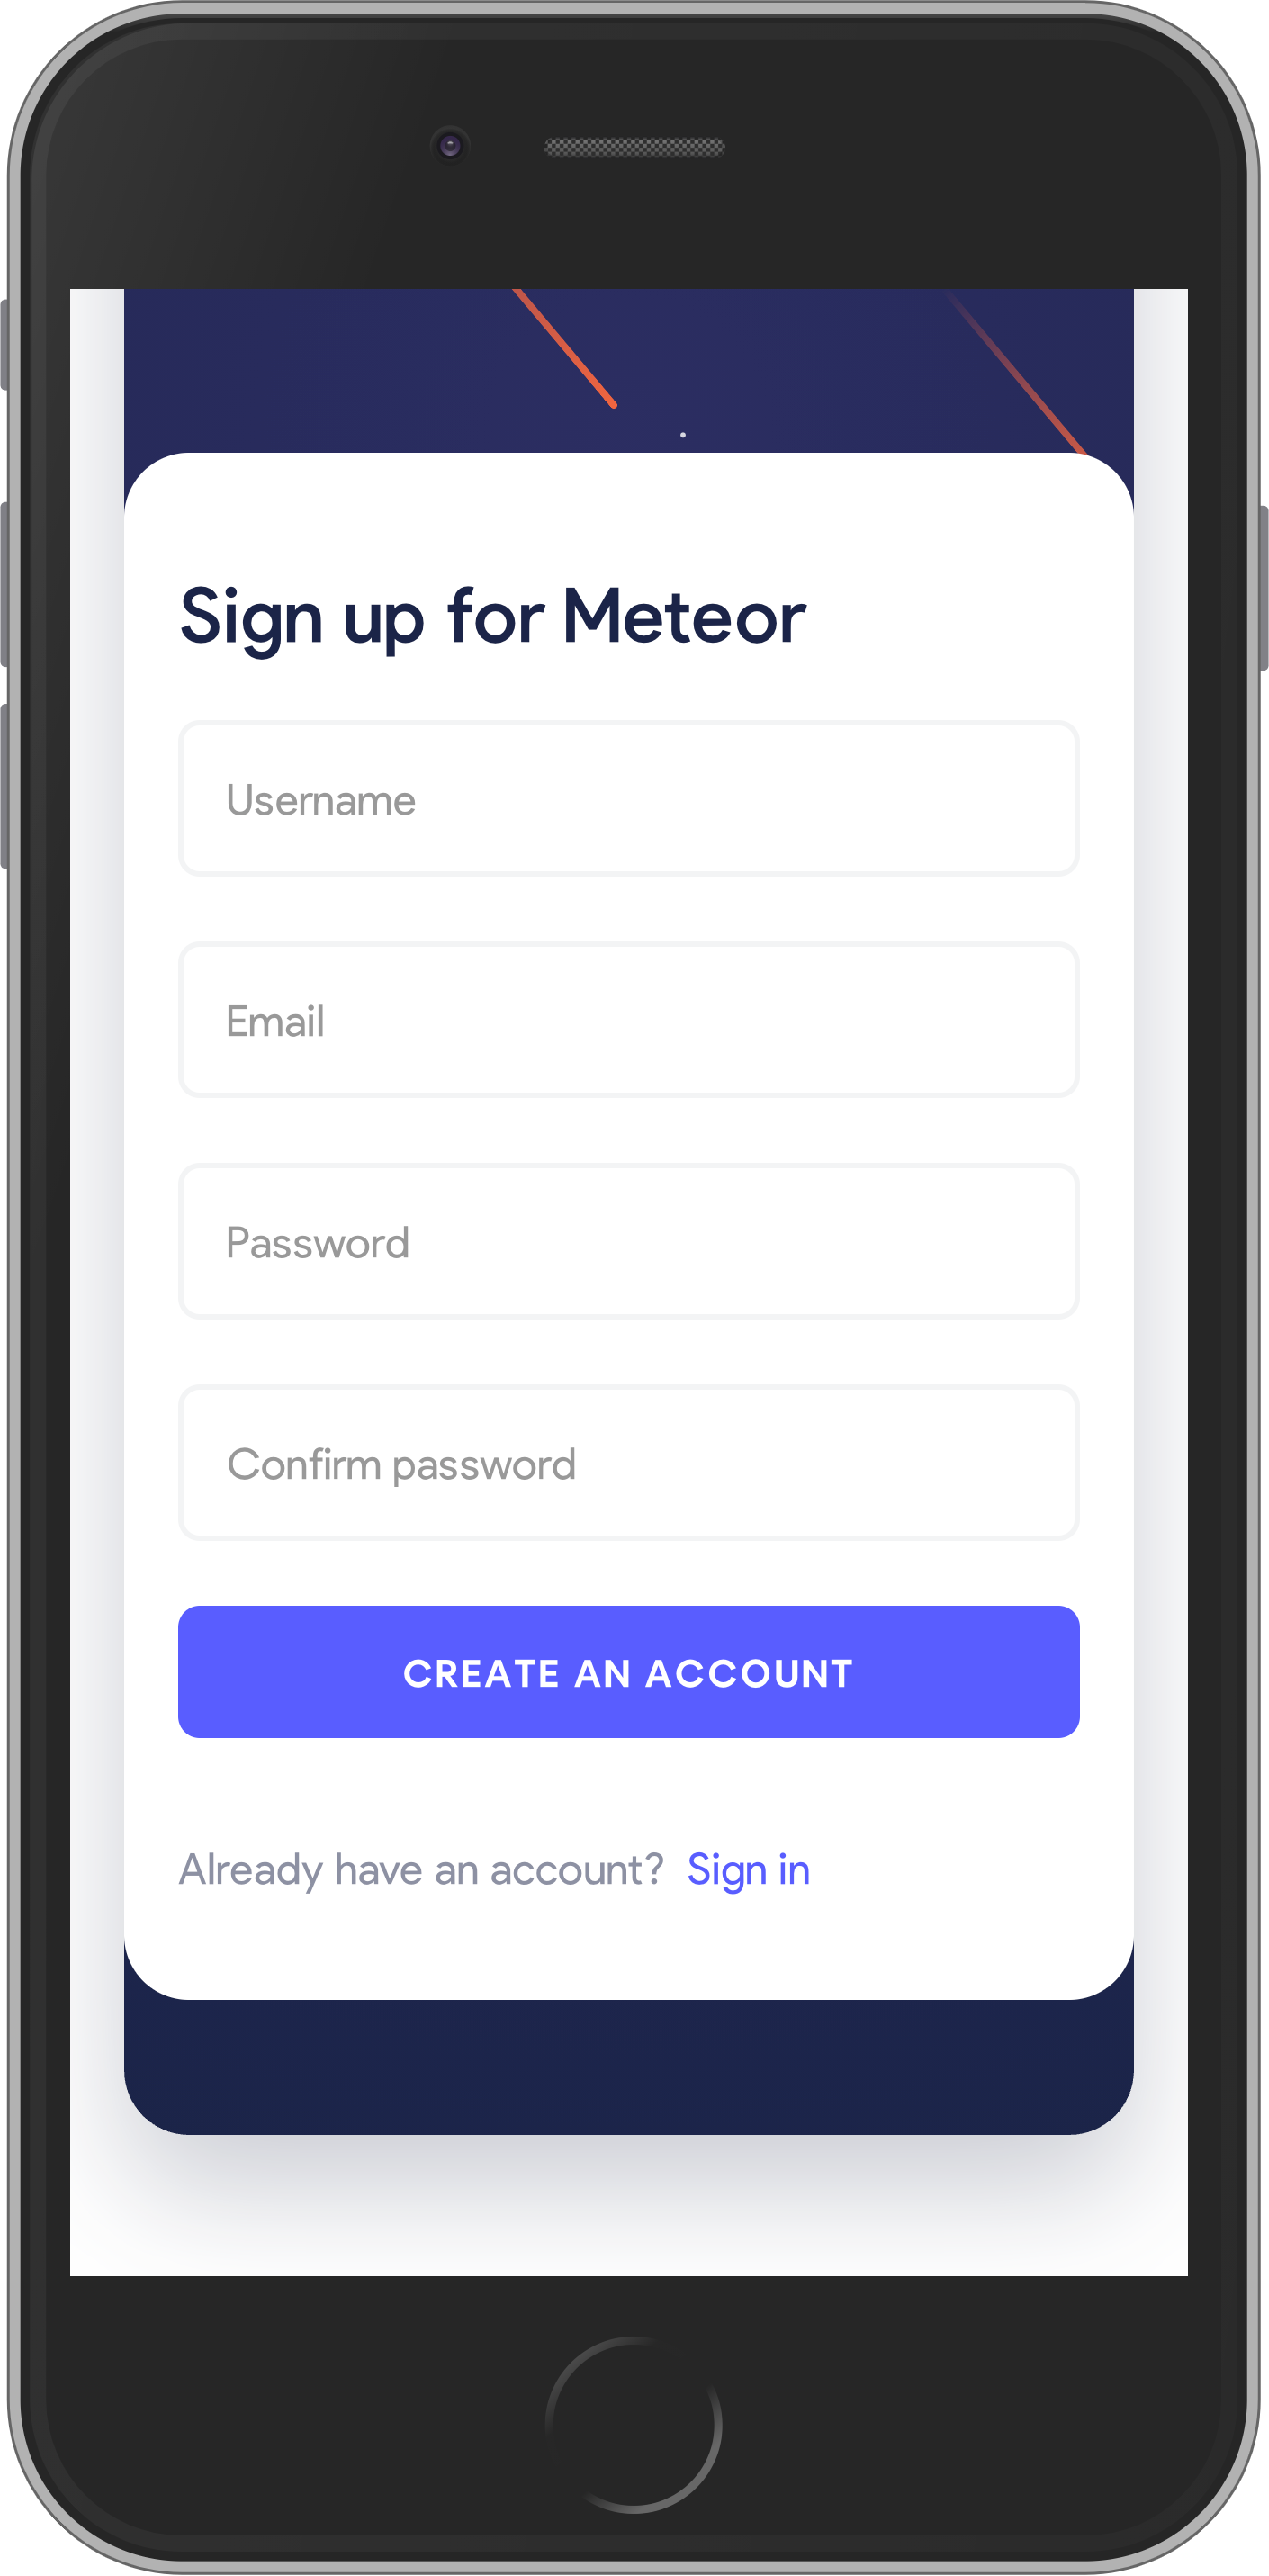 Sign up for Meteor
Username
Email
Password
Confirm password
CREATE AN ACCOUNT
Already have an account? Sign in